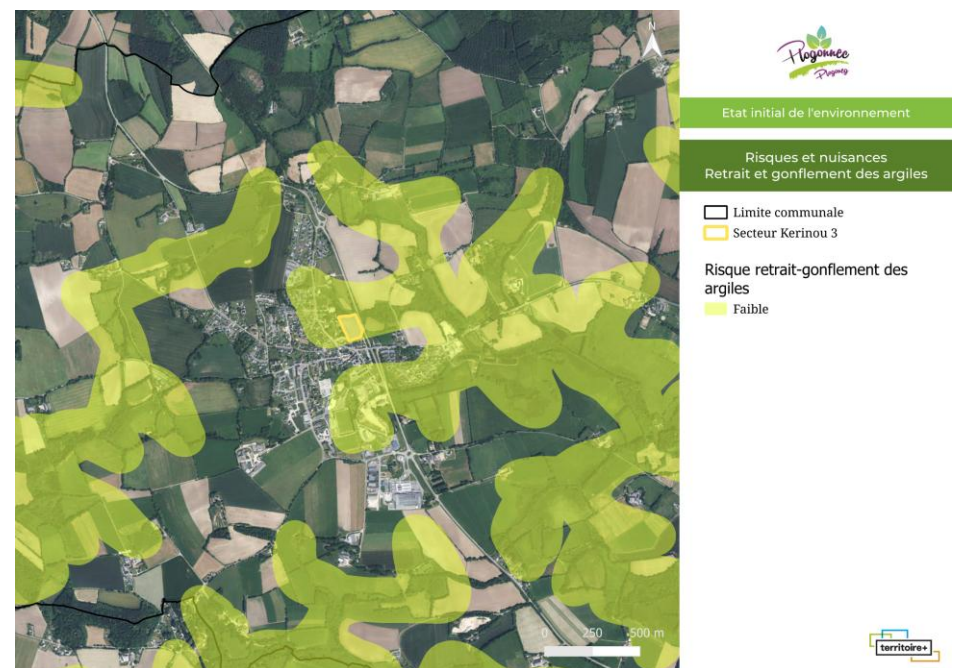 N
Plogonnec
Plogoneg
Etat initial de l'environnement
Risques et nuisances
Retrait et gonflement des argiles
Limite communale
Secteur Kerinou 3
Risque retrait-gonflement des
argiles
Faible
0 250 500 m
territoire+